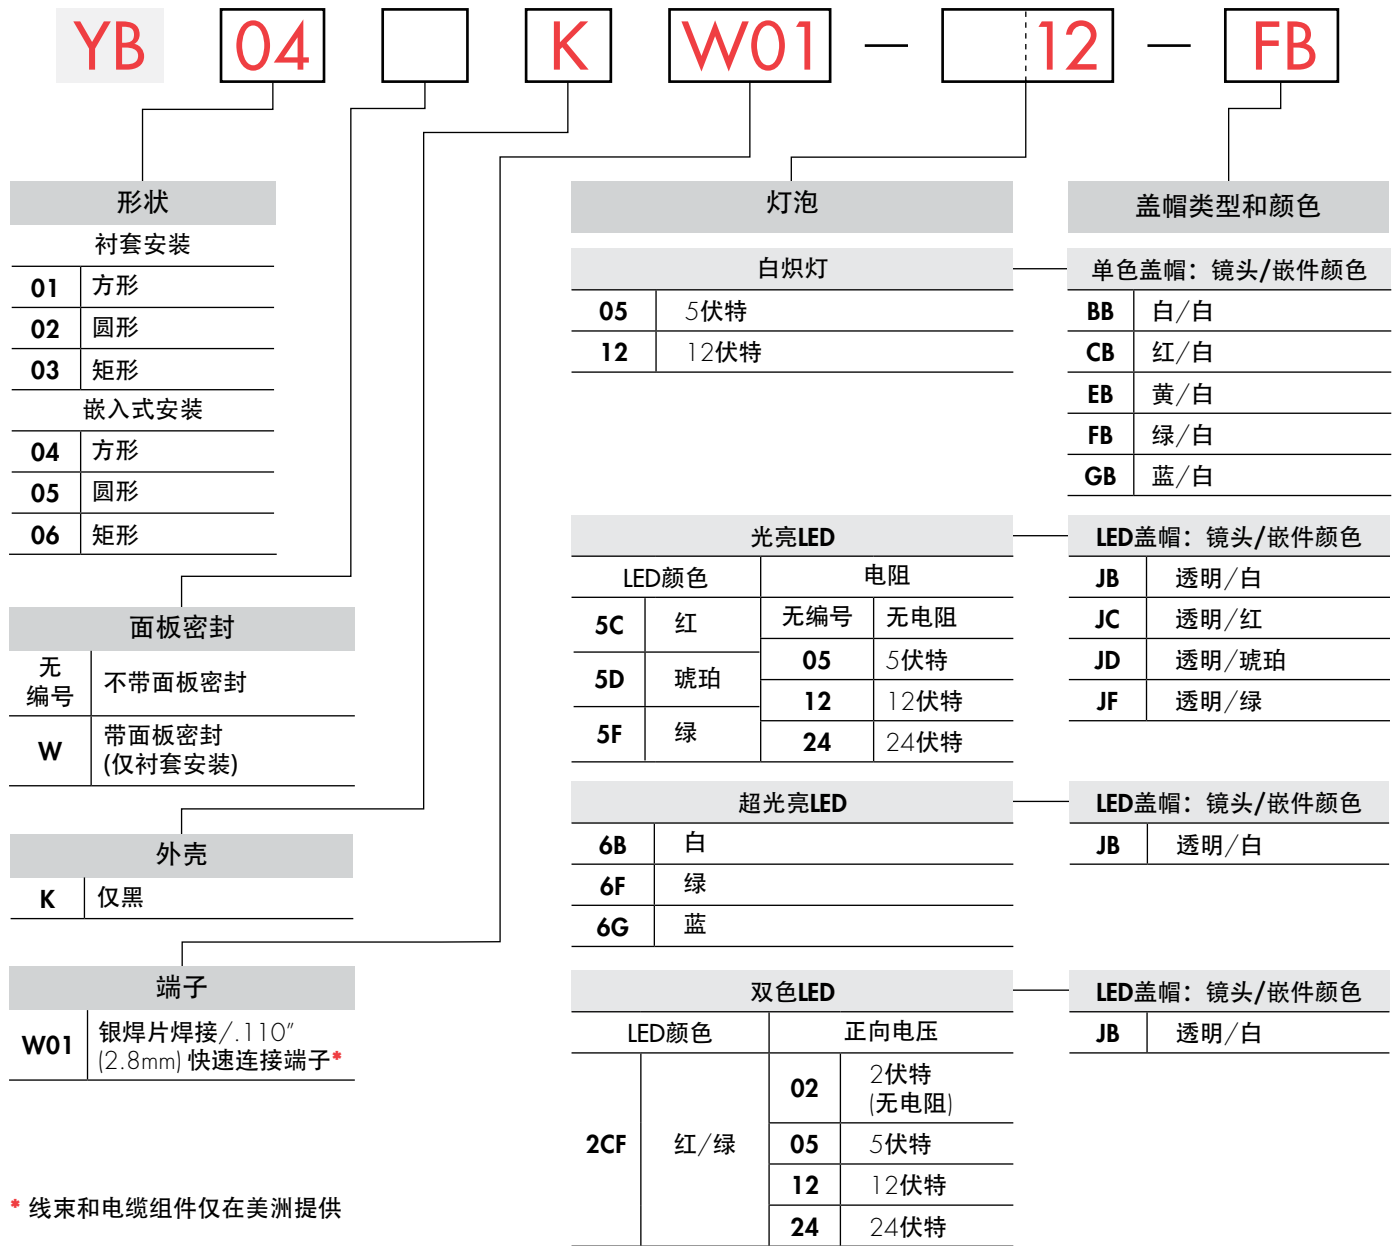 YB 04 K W01 — 12 — FB
形状
衬套安装
01 方形
02 圆形
03 矩形
嵌入式安装
04 方形
05 圆形
06 矩形
面板密封
无
编号 不带面板密封
W 带面板密封
(仅衬套安装)
外壳
K 仅黑
端子
W01 银焊片焊接/.110"
(2.8mm) 快速连接端子*
* 线束和电缆组件仅在美洲提供
灯泡
白炽灯
05 5伏特
12 12伏特
光亮LED
LED颜色 电阻
5C 红
5D 琥珀
5F 绿
无编号 无电阻
05 5伏特
12 12伏特
24 24伏特
超光亮LED
6B 白
6F 绿
6G 蓝
双色LED
LED颜色 正向电压
2CF 红/绿
02 2伏特
(无电阻)
05 5伏特
12 12伏特
24 24伏特
盖帽类型和颜色
单色盖帽：镜头/嵌件颜色
BB 白/白
CB 红/白
EB 黄/白
FB 绿/白
GB 蓝/白
LED盖帽：镜头/嵌件颜色
JB 透明/白
JC 透明/红
JD 透明/琥珀
JF 透明/绿
LED盖帽：镜头/嵌件颜色
JB 透明/白
LED盖帽：镜头/嵌件颜色
JB 透明/白